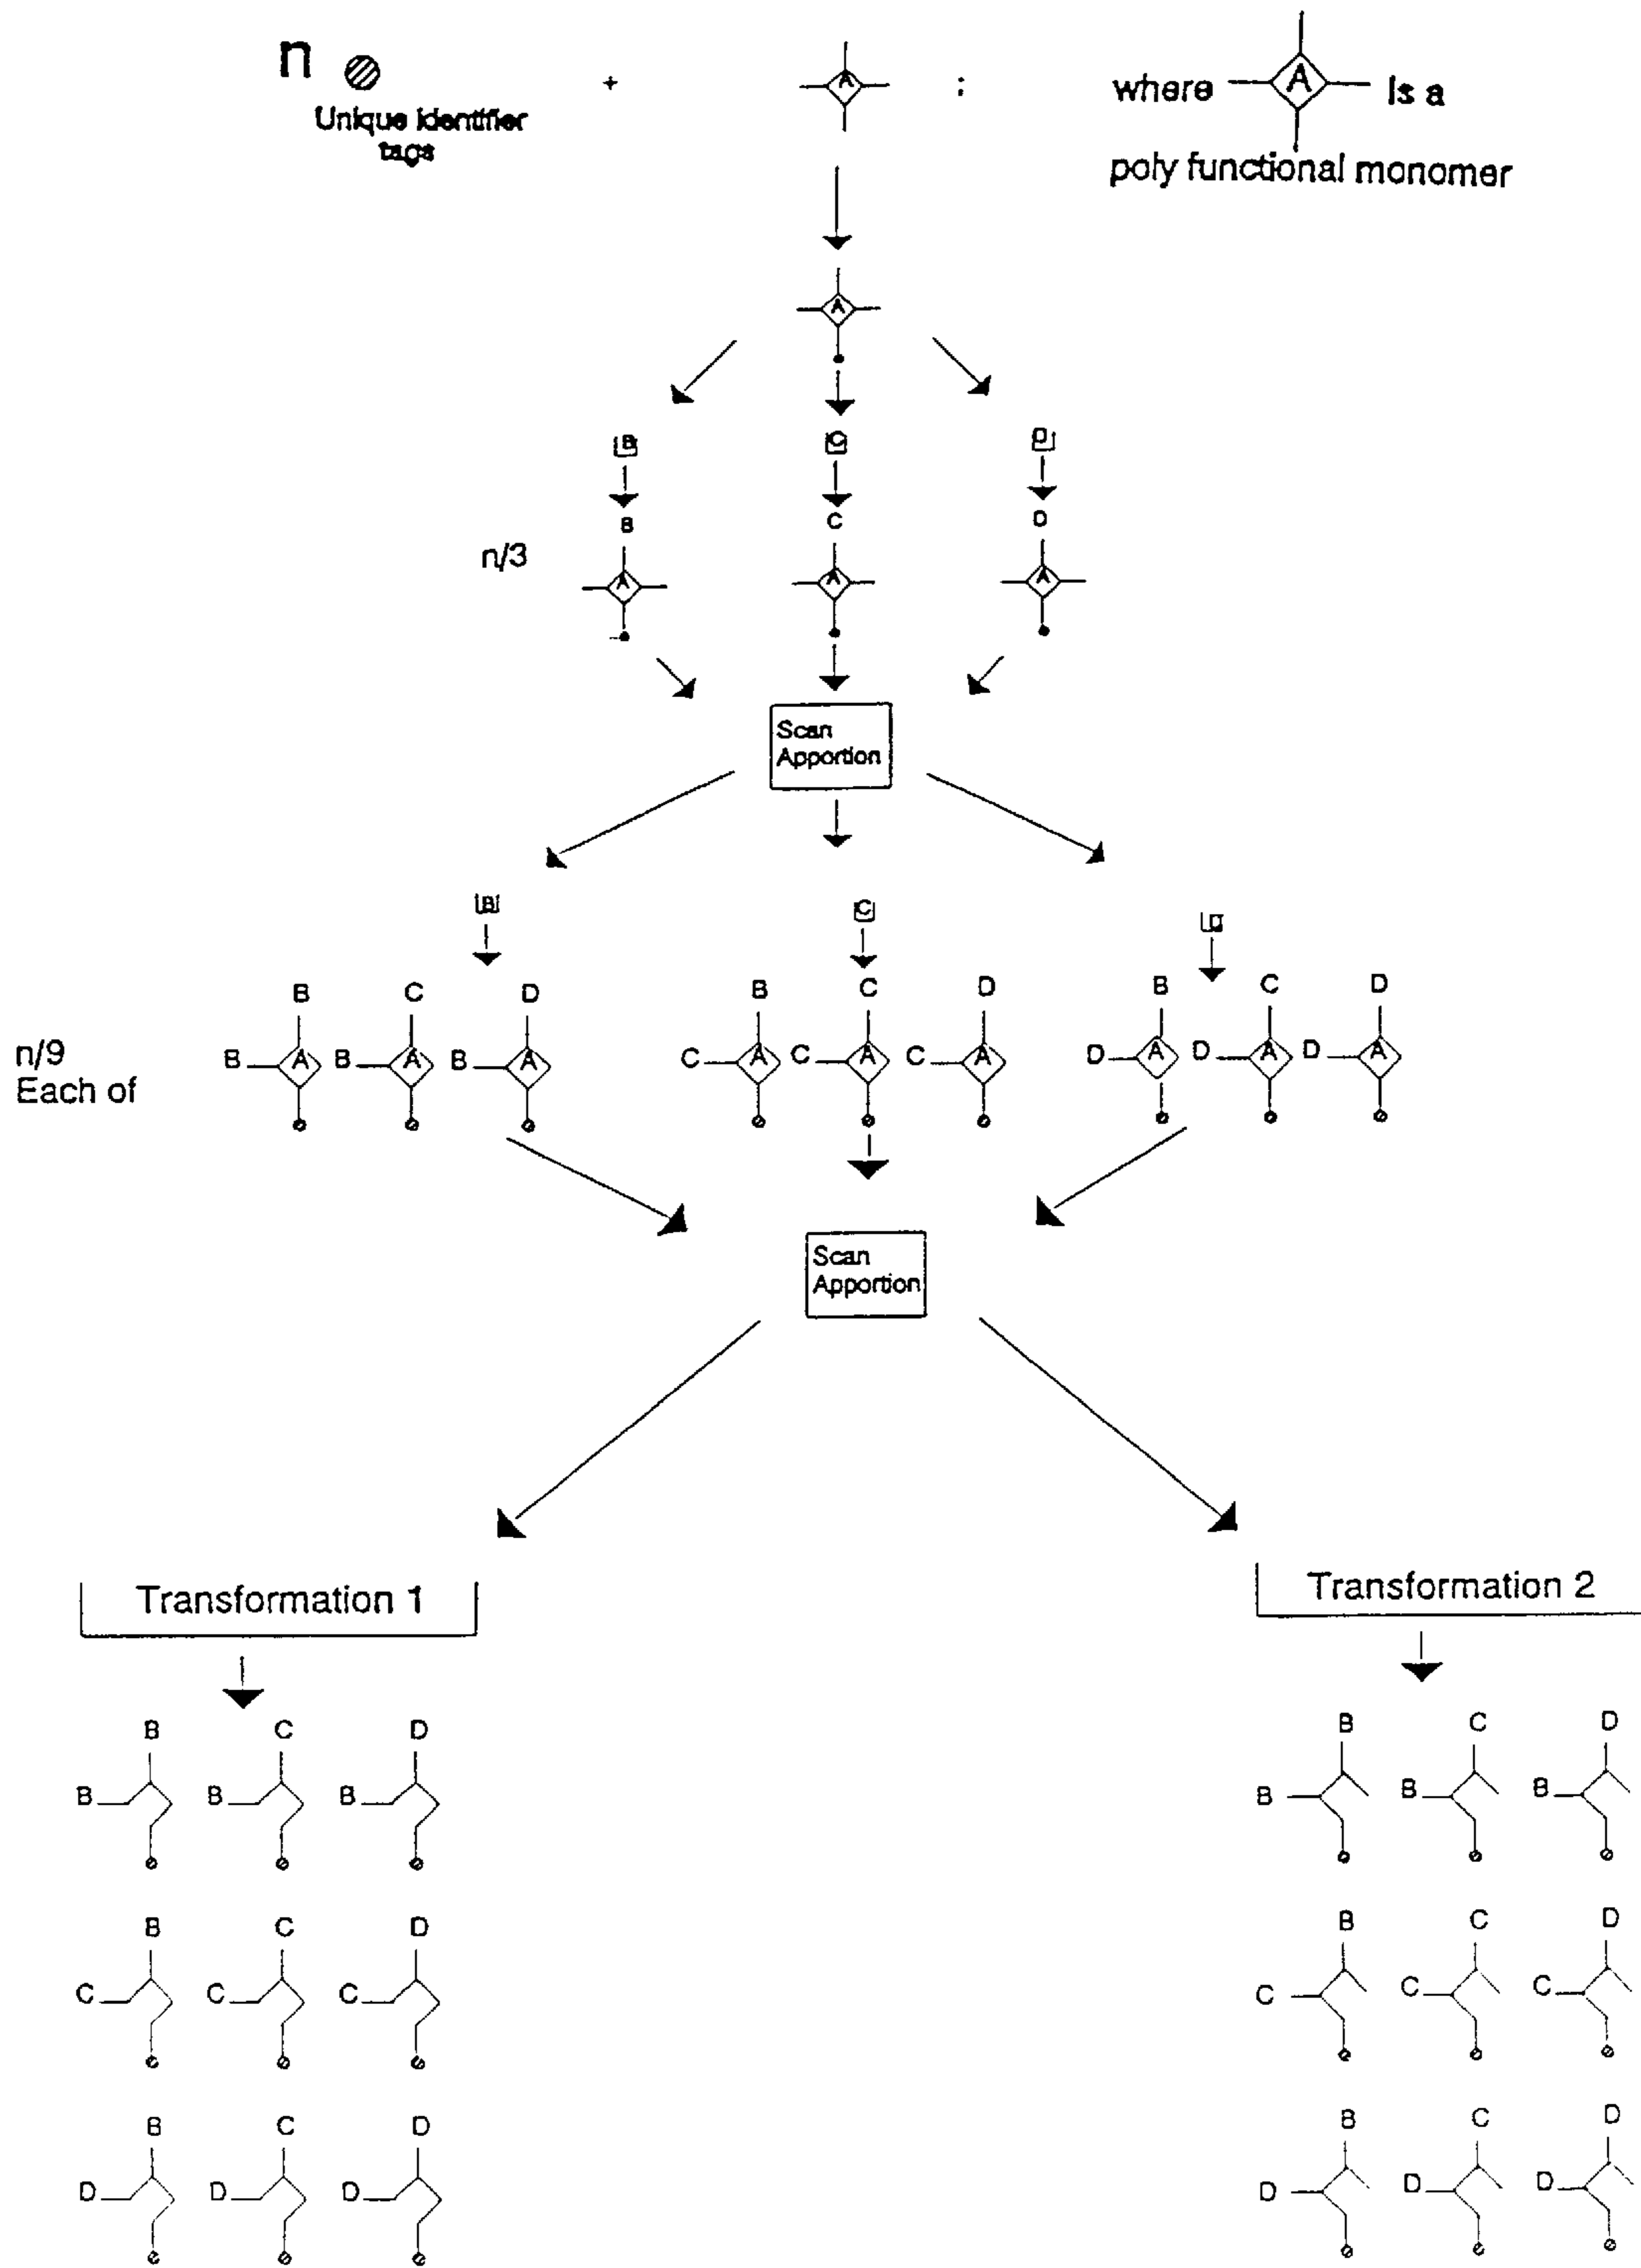 n
+
A
;
where A is a
Unique identifier
tags
poly functional monomer
A
B C D
B C D
n/3
A A A
Scan
Apportion
B C D
B C D B C D B C D
n/9
Each of
B A B A B A C A C A C A D A D A D A
Scan
Apportion
Transformation 1 Transformation 2
B C D B C D
B B B B B B
B C D B C D
C C C C C C
B C D B C D
D D D D D D